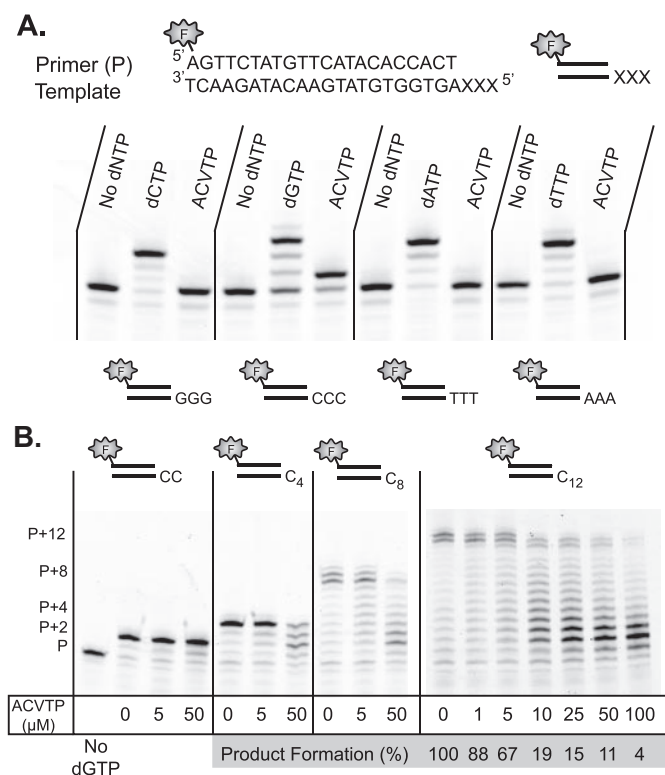 A.
F
F
Primer (P) 5' AGTTCTATGTTCATACACCACT
Template 3' TCAAGATACAAGTATGTGGTGAXXX 5'
XXX
No dNTP dCTP ACVTP No dNTP dGTP ACVTP No dNTP dATP ACVTP No dNTP dTTP ACVTP
F F F F
GGG CCC TTT AAA
B.
F F F F
CC C4 C8 C12
P+12
P+8
P+4
P+2
P
ACVTP (μM) 0 5 50 0 5 50 0 5 50 0 1 5 10 25 50 100
No dGTP
Product Formation (%) 100 88 67 19 15 11 4